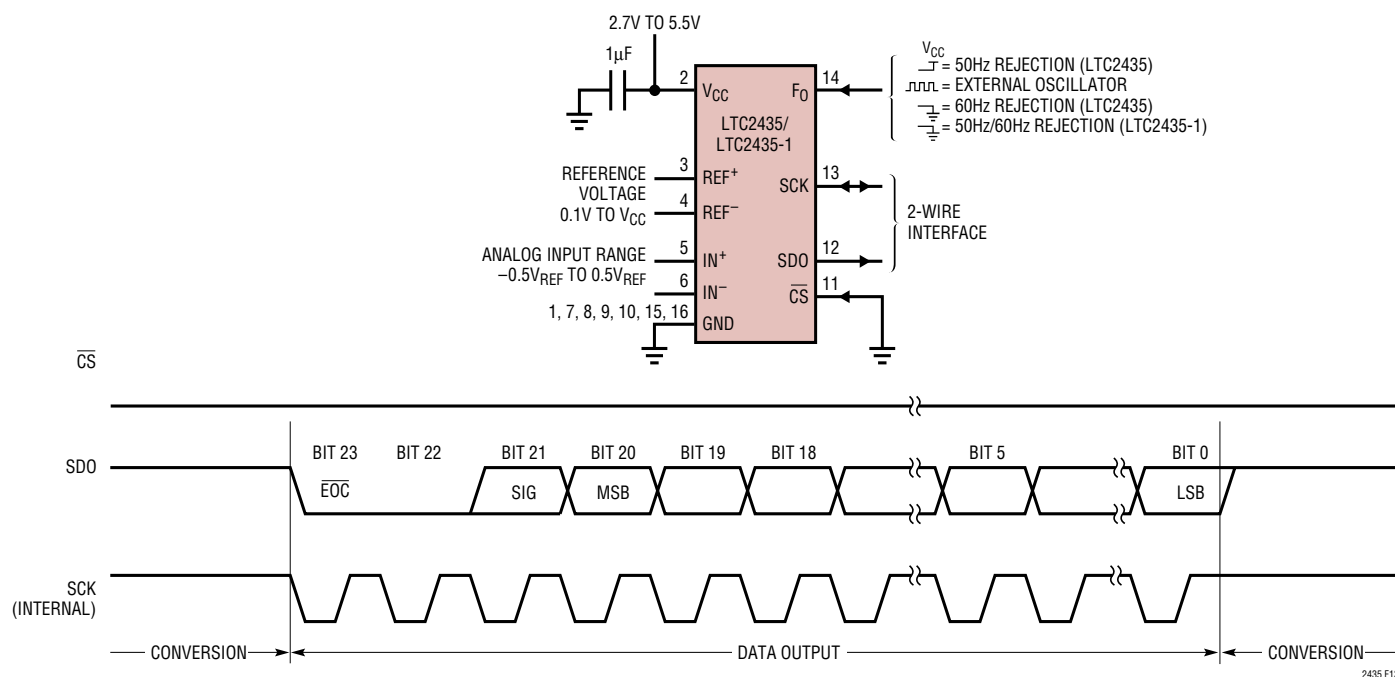 2.7V TO 5.5V
1µF
2
VCC
LTC2435/
LTC2435-1
FO
14
VCC
= 50Hz REJECTION (LTC2435)
= EXTERNAL OSCILLATOR
= 60Hz REJECTION (LTC2435)
= 50Hz/60Hz REJECTION (LTC2435-1)
REFERENCE
VOLTAGE
0.1V TO VCC
3
REF+
4
REF–
SCK
13
2-WIRE
INTERFACE
ANALOG INPUT RANGE
–0.5VREF TO 0.5VREF
5
IN+
6
IN–
SDO
12
CS
11
1, 7, 8, 9, 10, 15, 16
GND
CS
SDO
BIT 23
BIT 22
BIT 21
BIT 20
BIT 19
BIT 18
BIT 5
BIT 0
EOC
SIG
MSB
LSB
SCK
(INTERNAL)
CONVERSION
DATA OUTPUT
CONVERSION